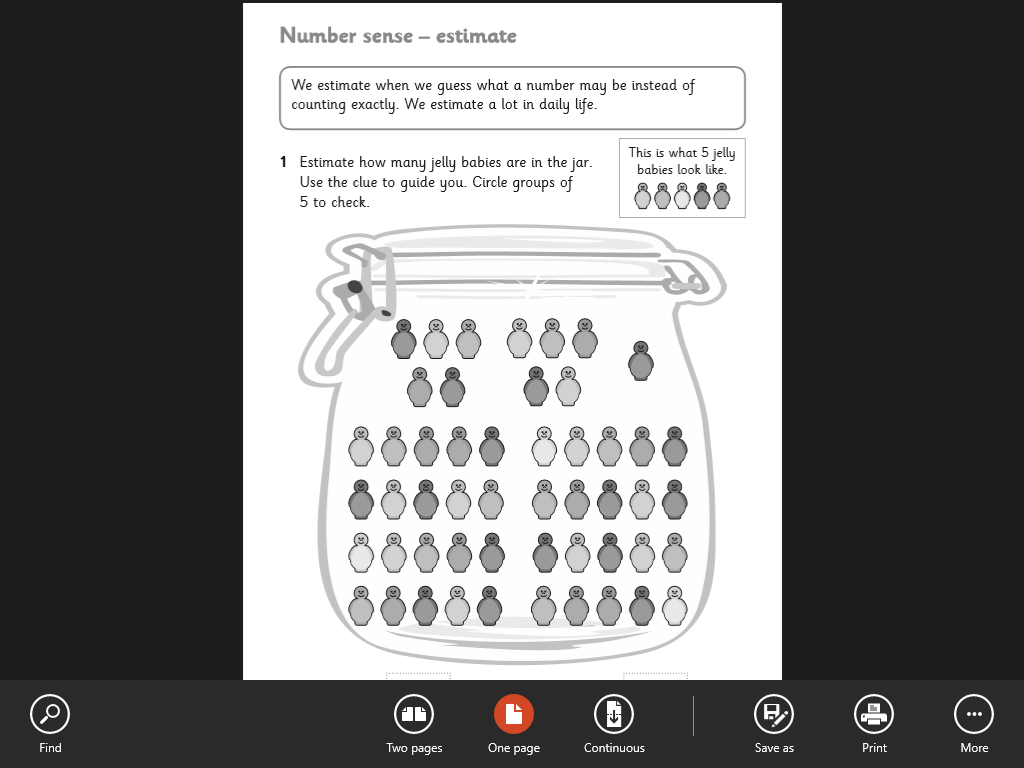 Number sense – estimate
We estimate when we guess what a number may be instead of
counting exactly. We estimate a lot in daily life.
1 Estimate how many jelly babies are in the jar.
Use the clue to guide you. Circle groups of
5 to check.
This is what 5 jelly
babies look like.
Find
Two pages
One page
Continuous
Save as
Print
More